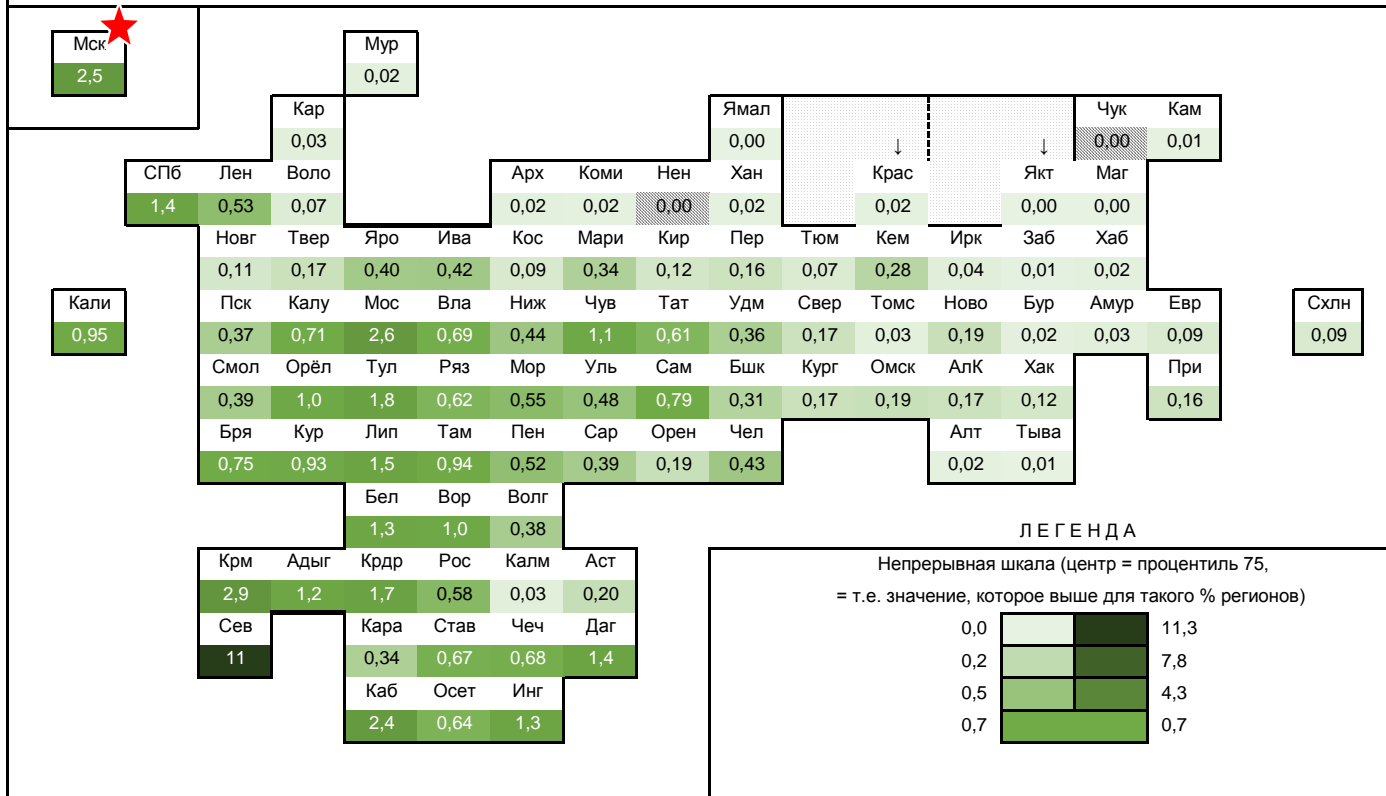 Мск Мур
2,5 0,02
Кар Ямал Чук Кам
0,03 0,00 ↓ ↓ 0,00 0,01
СПб Лен Воло Арх Коми Нен Хан Крас Якт Маг
1,4 0,53 0,07 0,02 0,02 0,00 0,02 0,02 0,00 0,00
Новг Твер Яро Ива Кос Мари Кир Пер Тюм Кем Ирк Заб Хаб
0,11 0,17 0,40 0,42 0,09 0,34 0,12 0,16 0,07 0,28 0,04 0,01 0,02
Кали Пск Калу Мос Вла Ниж Чув Тат Удм Свер Томс Ново Бур Амур Евр Схлн
0,95 0,37 0,71 2,6 0,69 0,44 1,1 0,61 0,36 0,17 0,03 0,19 0,02 0,03 0,09 0,09
Смол Орёл Тул Ряз Мор Уль Сам Бшк Кург Омск АлК Хак При
0,39 1,0 1,8 0,62 0,55 0,48 0,79 0,31 0,17 0,19 0,17 0,12 0,16
Бря Кур Лип Там Пен Сар Орен Чел Алт Тыва
0,75 0,93 1,5 0,94 0,52 0,39 0,19 0,43 0,02 0,01
Бел Вор Волг
1,3 1,0 0,38
Крм Адыг Крдр Рос Калм Аст
2,9 1,2 1,7 0,58 0,03 0,20
Сев Кара Став Чеч Даг
11 0,34 0,67 0,68 1,4
Каб Осет Инг
2,4 0,64 1,3
Л Е Г Е Н Д А
Непрерывная шкала (центр = процентиль 75,
= т.е. значение, которое выше для такого % регионов)
0,0 11,3
0,2 7,8
0,5 4,3
0,7 0,7